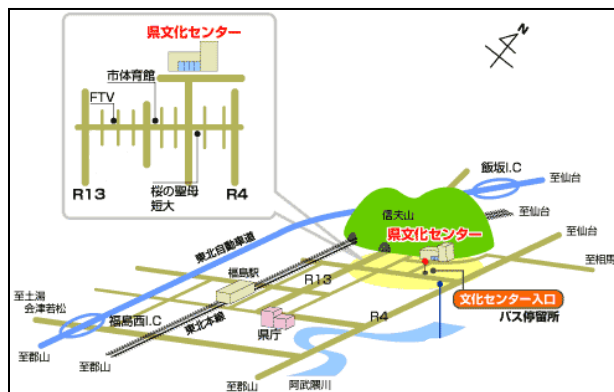 県文化センター
市体育館
FTV
R13
桜の聖母
短大
R4
N
飯坂I.C
至仙台
信夫山
至仙台
県文化センター
至仙台
東北自動車道
至相馬
福島駅
R13
文化センター入口
バス停留所
至土湯
会津若松
福島西I.C
東北本線
県庁
R4
至郡山
至郡山
至郡山
阿武隈川